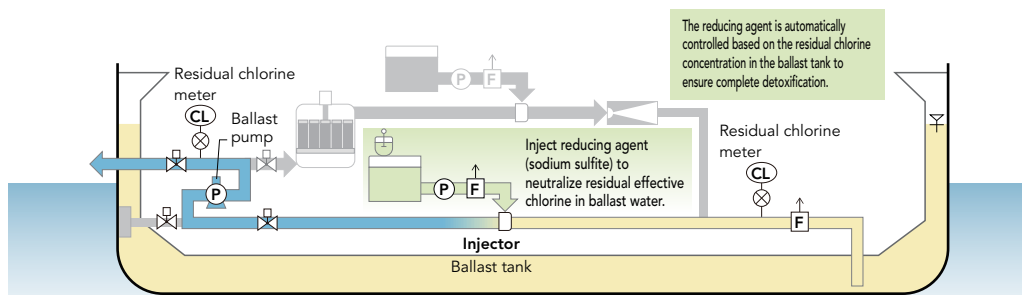 The reducing agent is automatically
controlled based on the residual chlorine
concentration in the ballast tank to
ensure complete detoxification.
Residual chlorine
meter
CL
Ballast
pump
P
F
P
Inject reducing agent
(sodium sulfite) to
neutralize residual effective
chlorine in ballast water.
P
F
Residual chlorine
meter
CL
F
Injector
Ballast tank